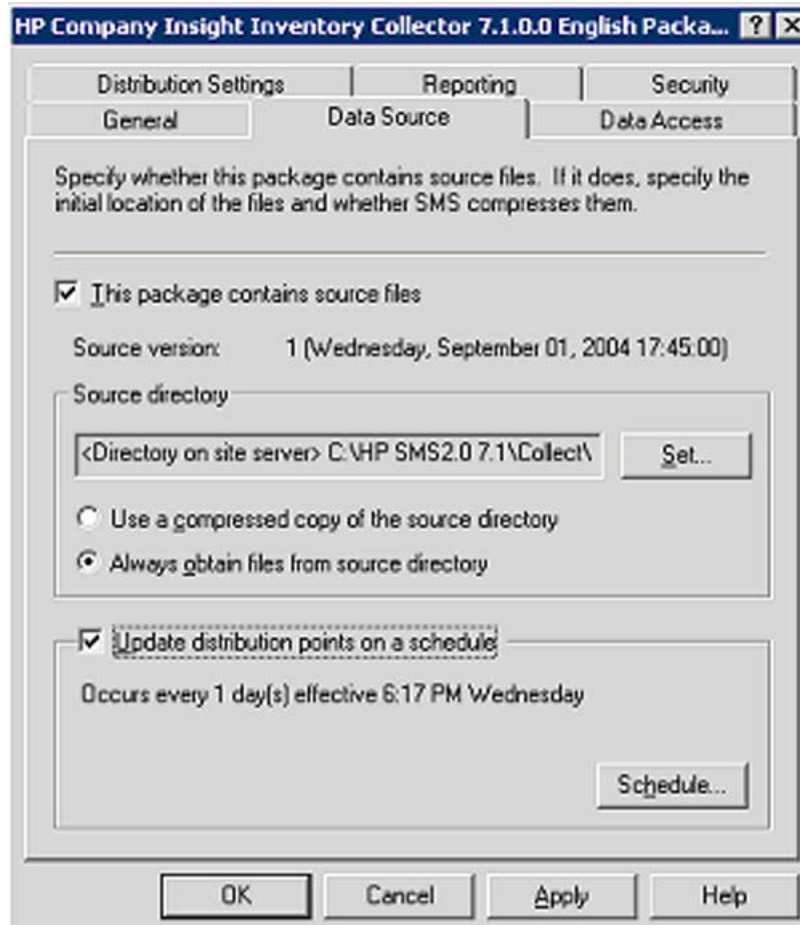 HP Company Insight Inventory Collector 7.1.0.0 English Packa...
Distribution Settings Reporting Security
General Data Source Data Access
Specify whether this package contains source files. If it does, specify the
initial location of the files and whether SMS compresses them.
This package contains source files
Source version: 1 (Wednesday, September 01, 2004 17:45:00)
Source directory
<Directory on site server> C:\HP SMS2.0 7.1\Collect\ Set...
Use a compressed copy of the source directory
Always obtain files from source directory
Update distribution points on a schedule
Occurs every 1 day(s) effective 6:17 PM Wednesday
Schedule...
OK Cancel Apply Help